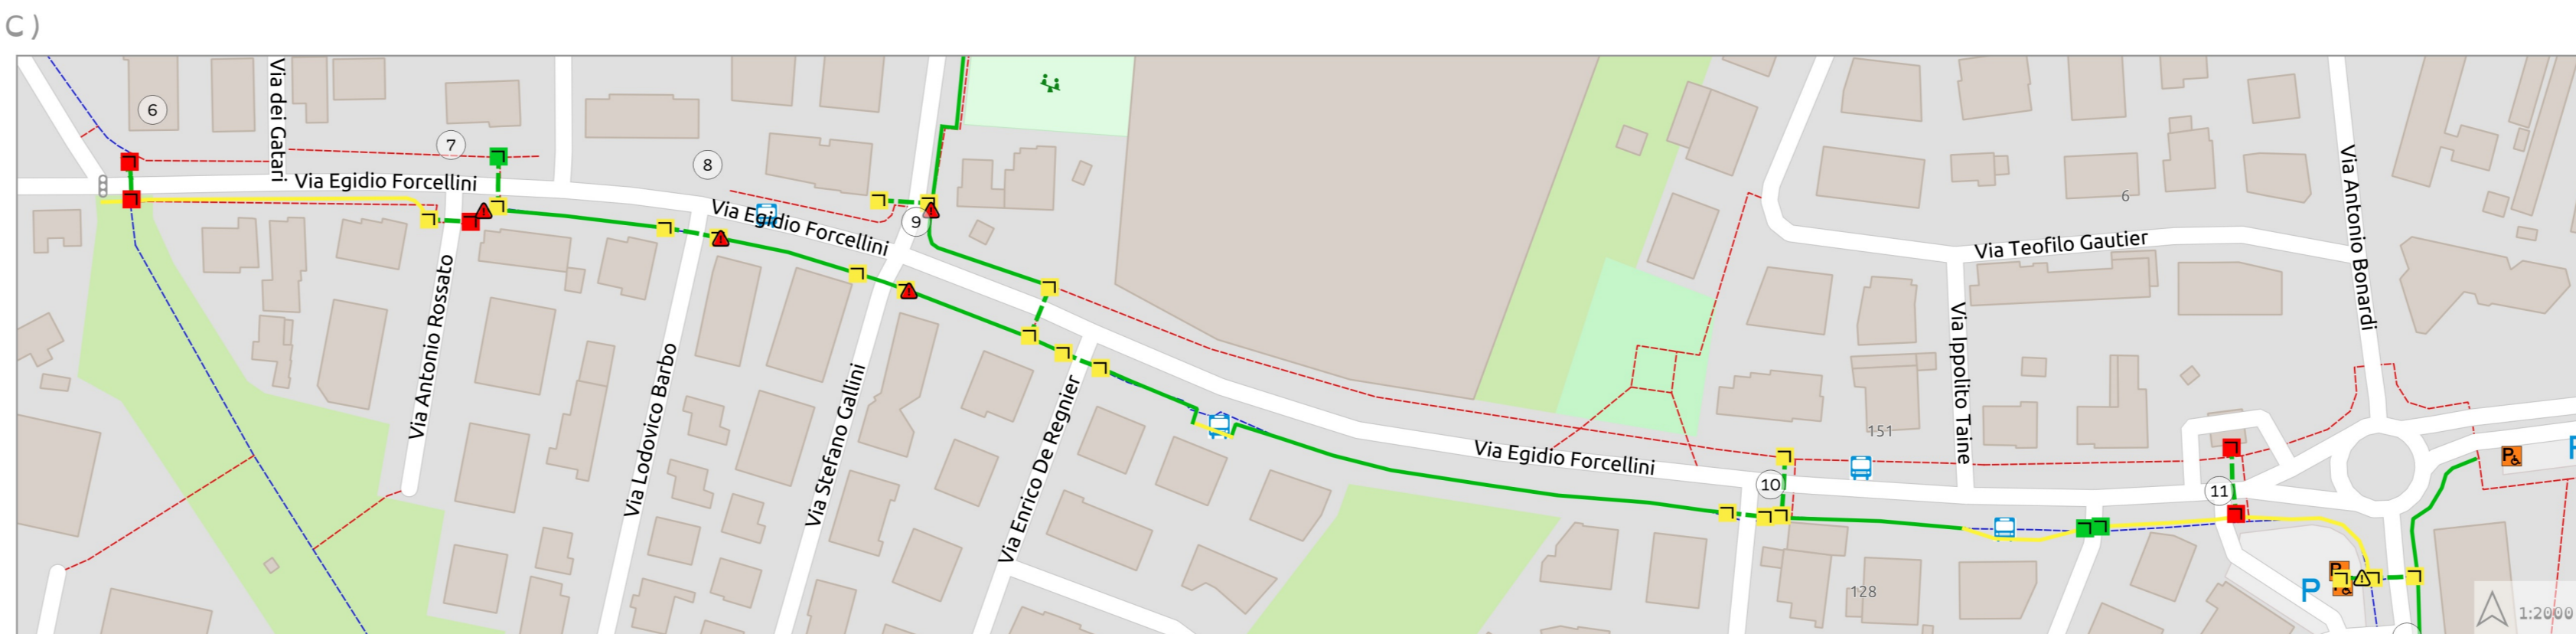 C)
6
Via dei Gatari
7
Via Egidio Forcellini
8
Via Egidio Forcellini
9
Via Antonio Rossato
Via Lodovico Barbo
Via Stefano Gallini
Via Enrico De Regnier
Via Egidio Forcellini
10
151
128
6
Via Teofilo Gautier
Via Ippolito Taine
Via Antonio Bonardi
11
P
P
P
P
1:2000